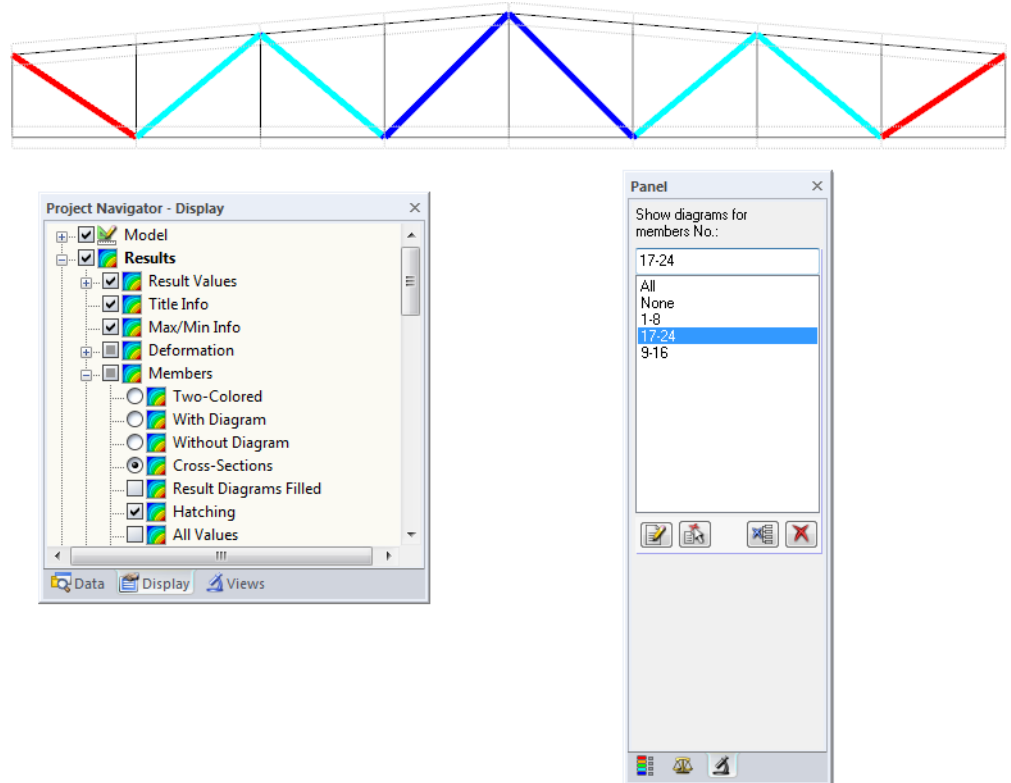 Project Navigator - Display
Model
Results
Result Values
Title Info
Max/Min Info
Deformation
Members
Two-Colored
With Diagram
Without Diagram
Cross-Sections
Result Diagrams Filled
Hatching
All Values
Data
Display
Views
Panel
Show diagrams for
members No.:
17-24
All
None
1-8
17-24
9-16